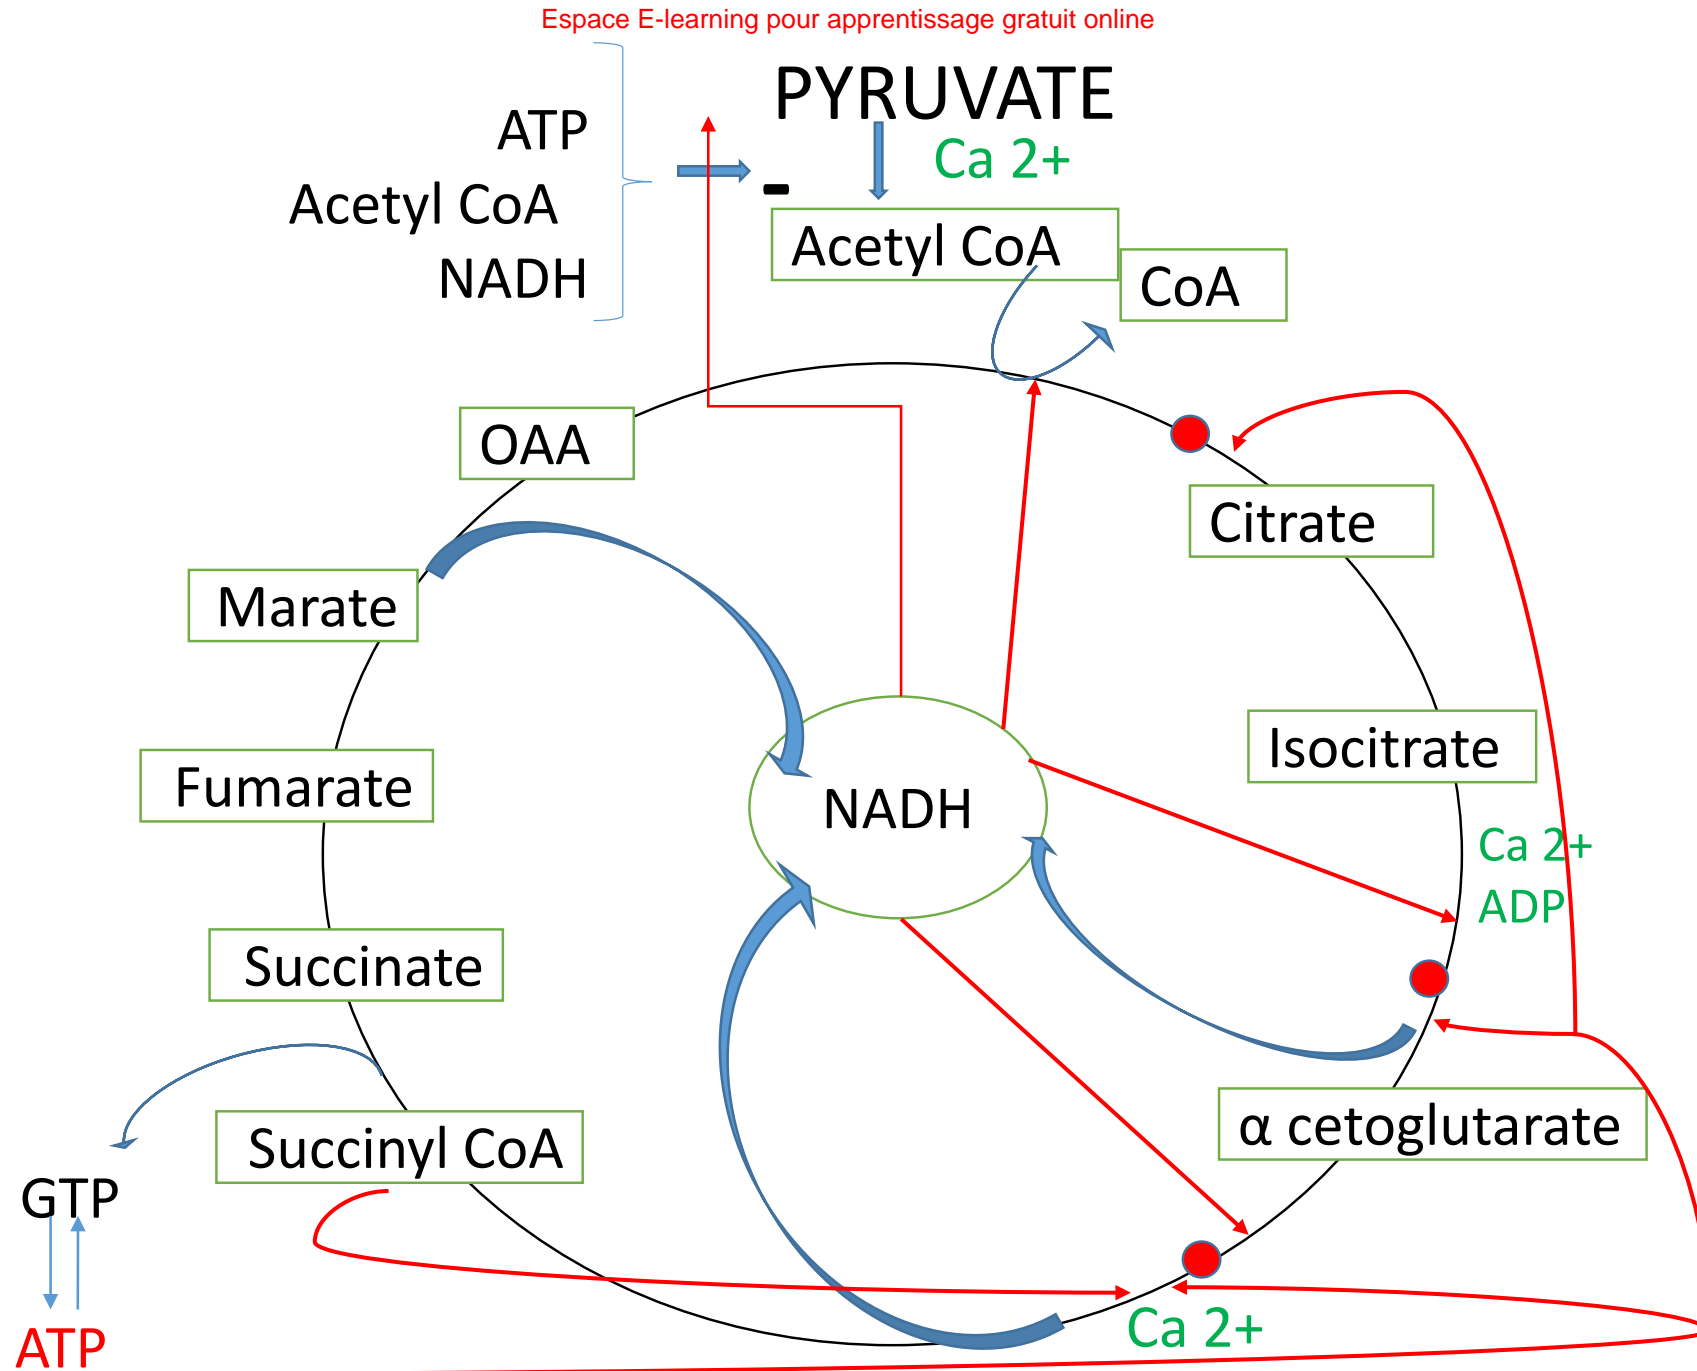 Espace E-learning pour apprentissage gratuit online
PYRUVATE
ATP
Ca 2+
Acetyl CoA
-
NADH
Acetyl CoA
CoA
OAA
Citrate
Marate
Isocitrate
Fumarate
NADH
Ca 2+
ADP
Succinate
α cetoglutarate
Succinyl CoA
GTP
Ca 2+
ATP